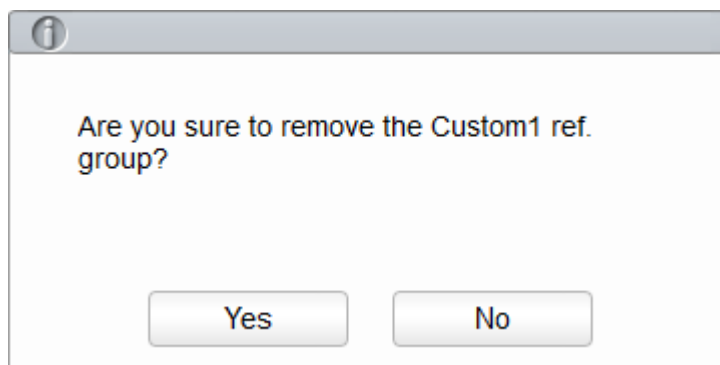 Are you sure to remove the Custom1 ref.
group?
Yes
No